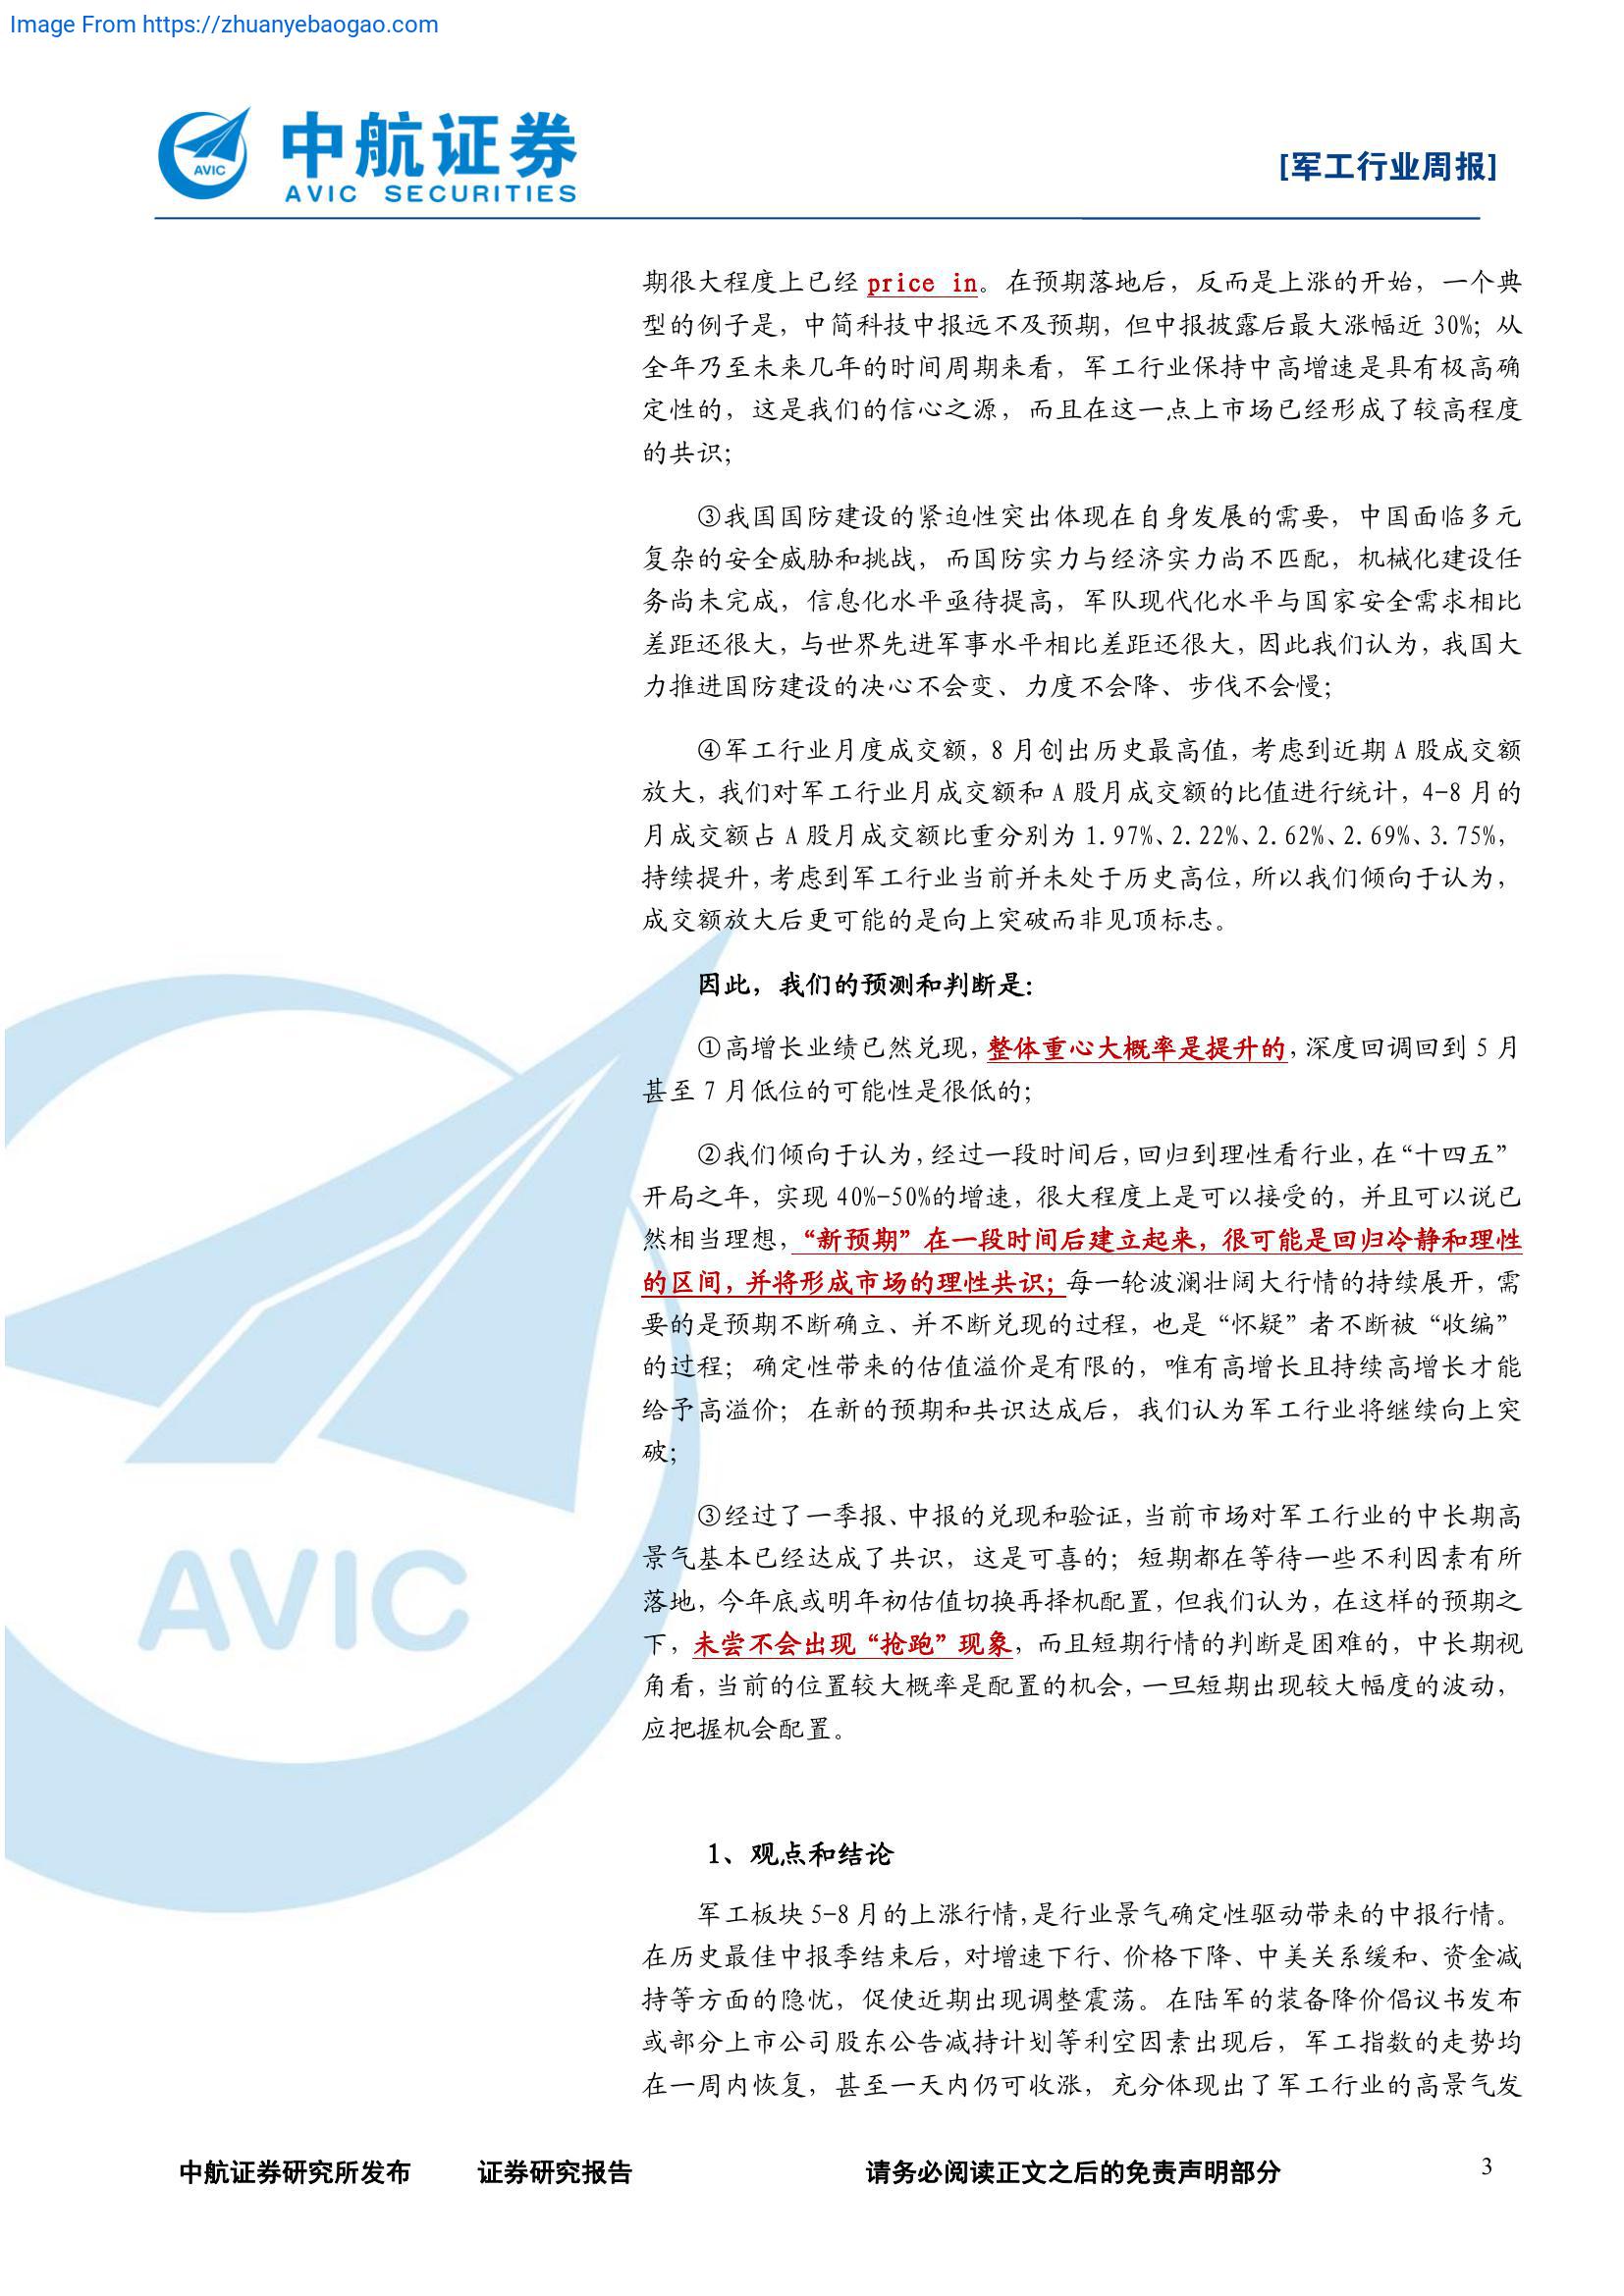 Image From https://zhuanyebaogao.com
AVIC
中航证券
AVIC SECURITIES
[军工行业周报]
期很大程度上已经 price in。在预期落地后，反而是上涨的开始，一个典
型的例子是，中简科技中报远不及预期，但中报披露后最大涨幅近 30%；从
全年乃至未来几年的时间周期来看，军工行业保持中高增速是具有极高确
定性的，这是我们的信心之源，而且在这一点上市场已经形成了较高程度
的共识；
③我国国防建设的紧迫性突出体现在自身发展的需要，中国面临多元
复杂的安全威胁和挑战，而国防实力与经济实力尚不匹配，机械化建设任
务尚未完成，信息化水平亟待提高，军队现代化水平与国家安全需求相比
差距还很大，与世界先进军事水平相比差距还很大，因此我们认为，我国大
力推进国防建设的决心不会变、力度不会降、步伐不会慢；
④军工行业月度成交额，8 月创出历史最高值，考虑到近期 A 股成交额
放大，我们对军工行业月成交额和 A 股月成交额的比值进行统计，4-8 月的
月成交额占 A 股月成交额比重分别为 1.97%、2.22%、2.62%、2.69%、3.75%，
持续提升，考虑到军工行业当前并未处于历史高位，所以我们倾向于认为，
成交额放大后更可能的是向上突破而非见顶标志。
因此，我们的预测和判断是：
①高增长业绩已然兑现，整体重心大概率是提升的，深度回调回到 5 月
甚至 7 月低位的可能性是很低的；
②我们倾向于认为，经过一段时间后，回归到理性看行业，在“十四五”
开局之年，实现 40%-50%的增速，很大程度上是可以接受的，并且可以说已
然相当理想，“新预期”在一段时间后建立起来，很可能是回归冷静和理性
的区间，并将形成市场的理性共识；每一轮波澜壮阔大行情的持续展开，需
要的是预期不断确立、并不断兑现的过程，也是“怀疑”者不断被“收编”
的过程；确定性带来的估值溢价是有限的，唯有高增长且持续高增长才能
给予高溢价；在新的预期和共识达成后，我们认为军工行业将继续向上突
破；
③经过了一季报、中报的兑现和验证，当前市场对军工行业的中长期高
景气基本已经达成了共识，这是可喜的；短期都在等待一些不利因素有所
落地，今年底或明年初估值切换再择机配置，但我们认为，在这样的预期之
下，未尝不会出现“抢跑”现象，而且短期行情的判断是困难的，中长期视
角看，当前的位置较大概率是配置的机会，一旦短期出现较大幅度的波动，
应把握机会配置。
AVIC
1、观点和结论
军工板块 5-8 月的上涨行情，是行业景气确定性驱动带来的中报行情。
在历史最佳中报季结束后，对增速下行、价格下降、中美关系缓和、资金减
持等方面的隐忧，促使近期出现调整震荡。在陆军的装备降价倡议书发布
或部分上市公司股东公告减持计划等利空因素出现后，军工指数的走势均
在一周内恢复，甚至一天内仍可收涨，充分体现出了军工行业的高景气发
中航证券研究所发布 证券研究报告 请务必阅读正文之后的免责声明部分 3